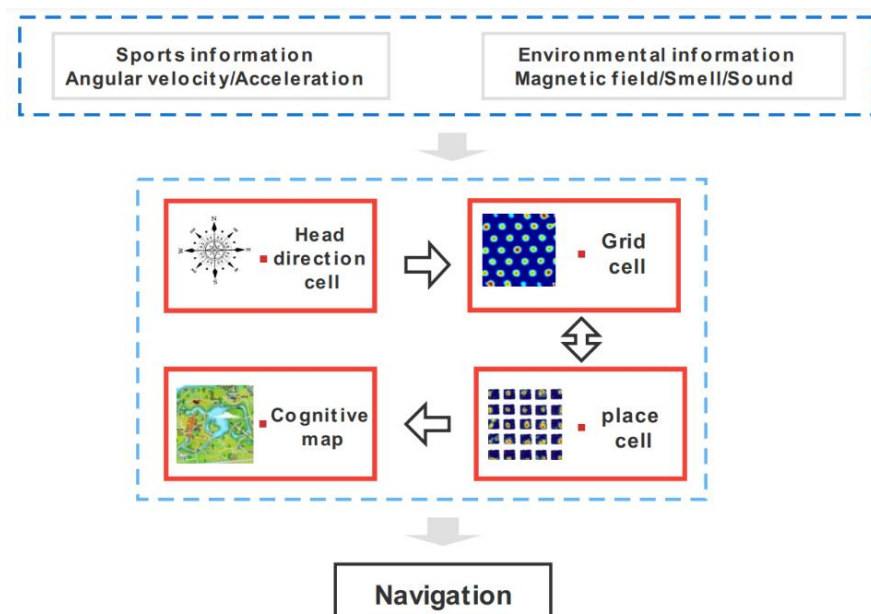 Sports information
Angular velocity/Acceleration
Environmental information
Magnetic field/Smell/Sound
Head
direction
cell
Grid
cell
Cognitive
map
place
cell
Navigation